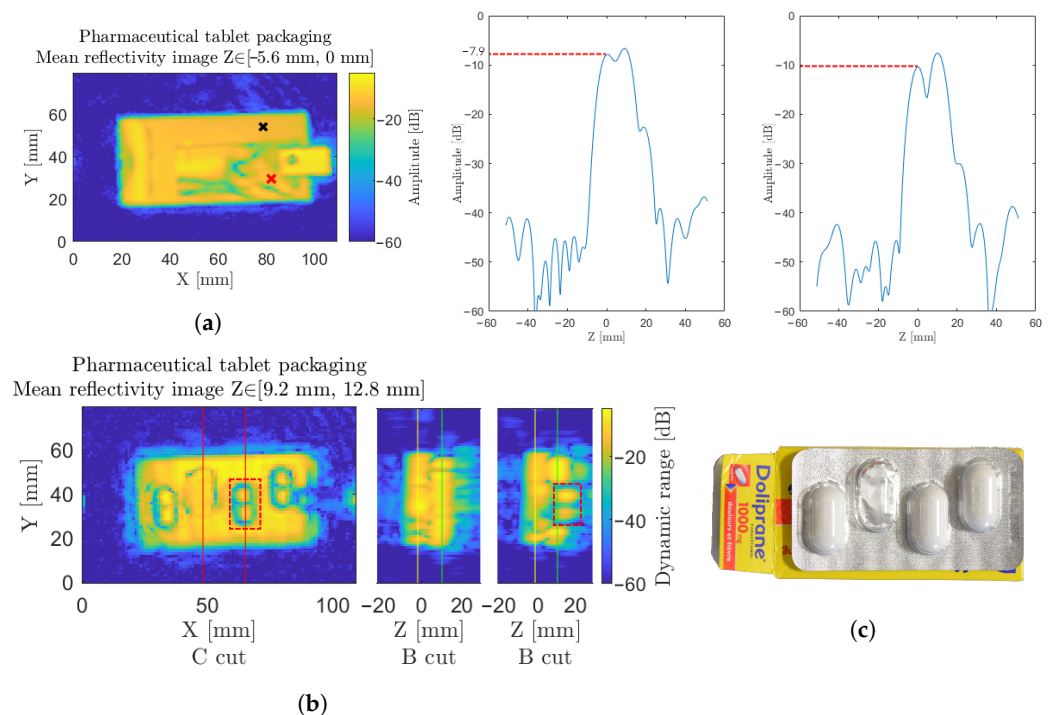 Pharmaceutical tablet packaging
Mean reflectivity image Z∈[-5.6 mm, 0 mm]
60
40
20
0
Y [mm]
0 20 40 60 80 100
X [mm]
−20
−40
−60
Amplitude [dB]
(a)
0
−7.9
−10
−20
−30
−40
−50
−60
Amplitude [dB]
−60 −40 −20 0 20 40 60
Z [mm]
0
−10
−20
−30
−40
−50
−60
Amplitude [dB]
−60 −40 −20 0 20 40 60
Z [mm]
Pharmaceutical tablet packaging
Mean reflectivity image Z∈[9.2 mm, 12.8 mm]
60
40
20
0
Y [mm]
0 50 100
X [mm]
C cut
−20 0 20
Z [mm]
B cut
−20 0 20
Z [mm]
B cut
−20
−40
−60
Dynamic range [dB]
(b)
Doliprane
1000 mg
douleurs et fièvres
(c)